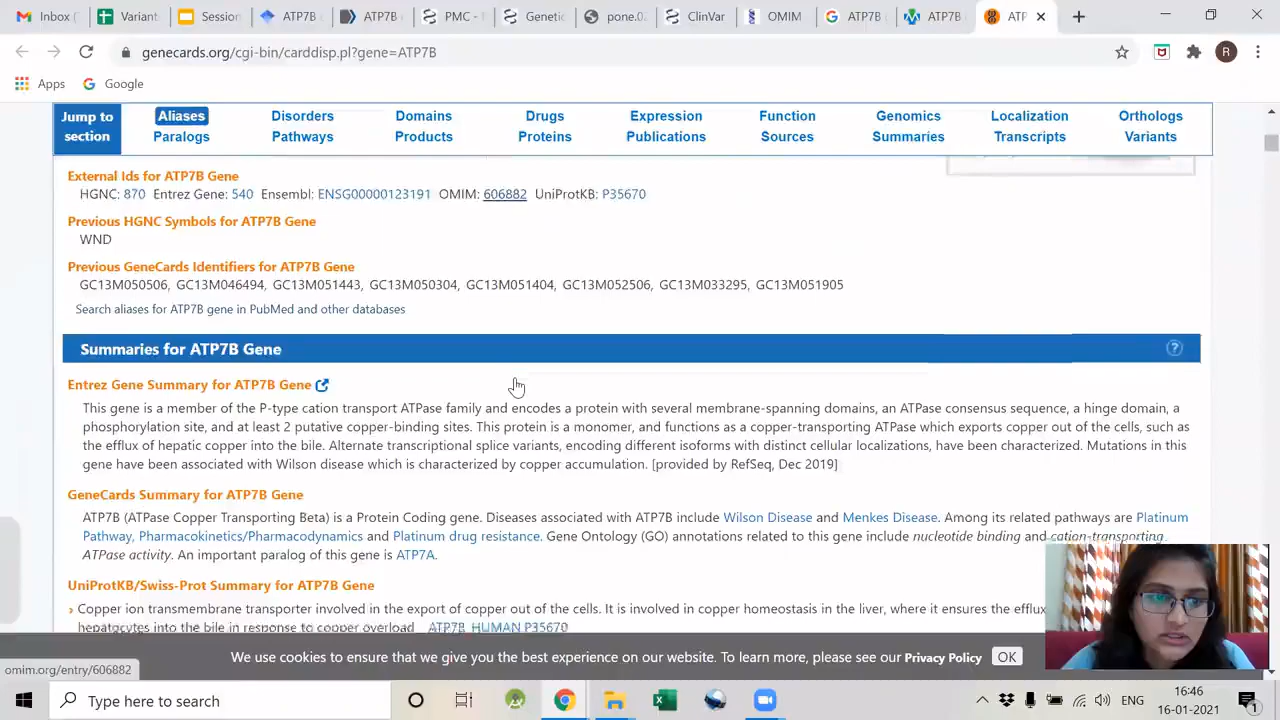 Inbox (
Variant
Session
ATP7B
ATP7B
PMC -
Genetic
pone.0
ClinVar
OMIM
ATP7B
ATP7B
ATP
genecards.org/cgi-bin/carddisp.pl?gene=ATP7B
R
Apps Google
Jump to section
Aliases Disorders Domains Drugs Expression Function Genomics Localization Orthologs
Paralogs Pathways Products Proteins Publications Sources Summaries Transcripts Variants
External Ids for ATP7B Gene
HGNC: 870 Entrez Gene: 540 Ensembl: ENSG00000123191 OMIM: 606882 UniProtKB: P35670
Previous HGNC Symbols for ATP7B Gene
WND
Previous GeneCards Identifiers for ATP7B Gene
GC13M050506, GC13M046494, GC13M051443, GC13M050304, GC13M051404, GC13M052506, GC13M033295, GC13M051905
Search aliases for ATP7B gene in PubMed and other databases
Summaries for ATP7B Gene
?
Entrez Gene Summary for ATP7B Gene
This gene is a member of the P-type cation transport ATPase family and encodes a protein with several membrane-spanning domains, an ATPase consensus sequence, a hinge domain, a
phosphorylation site, and at least 2 putative copper-binding sites. This protein is a monomer, and functions as a copper-transporting ATPase which exports copper out of the cells, such as
the efflux of hepatic copper into the bile. Alternate transcriptional splice variants, encoding different isoforms with distinct cellular localizations, have been characterized. Mutations in this
gene have been associated with Wilson disease which is characterized by copper accumulation. [provided by RefSeq, Dec 2019]
GeneCards Summary for ATP7B Gene
ATP7B (ATPase Copper Transporting Beta) is a Protein Coding gene. Diseases associated with ATP7B include Wilson Disease and Menkes Disease. Among its related pathways are Platinum
Pathway, Pharmacokinetics/Pharmacodynamics and Platinum drug resistance. Gene Ontology (GO) annotations related to this gene include nucleotide binding and cation-transporting
ATPase activity. An important paralog of this gene is ATP7A.
UniProtKB/Swiss-Prot Summary for ATP7B Gene
Copper ion transmembrane transporter involved in the export of copper out of the cells. It is involved in copper homeostasis in the liver, where it ensures the efflux
hepatocytes into the bile in response to copper overload. ATP7B_HUMAN,P35670
We use cookies to ensure that we give you the best experience on our website. To learn more, please see our Privacy Policy OK
omim.org/entry/606882
Type here to search
ENG
16:46
16-01-2021
1